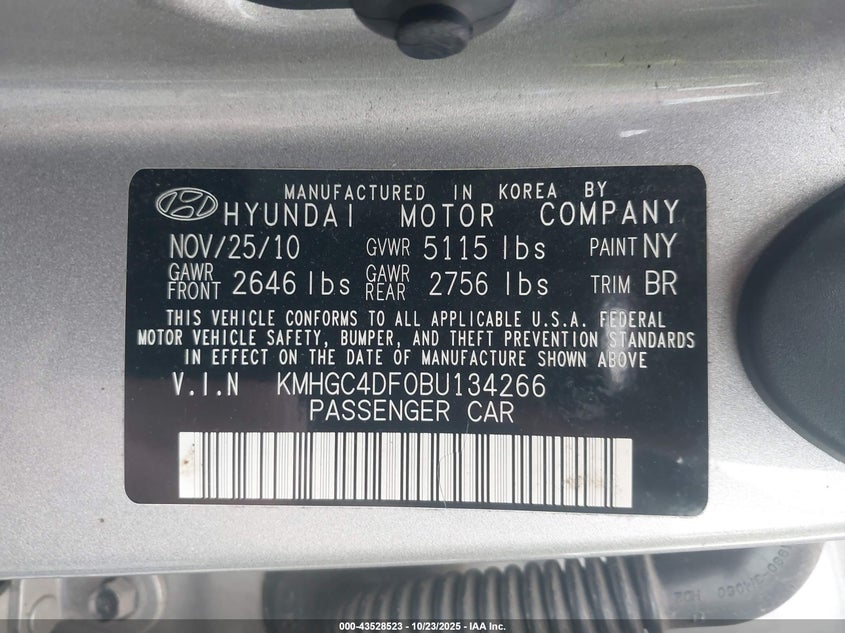 MANUFACTURED IN KOREA BY
HYUNDAI MOTOR COMPANY
NOV/25/10 GVWR 5115 lbs PAINT NY
GAWR FRONT 2646 lbs GAWR REAR 2756 lbs TRIM BR
THIS VEHICLE CONFORMS TO ALL APPLICABLE U.S.A. FEDERAL
MOTOR VEHICLE SAFETY, BUMPER, AND THEFT PREVENTION STANDARDS
IN EFFECT ON THE DATE OF MANUFACTURE SHOWN ABOVE
V.I.N KMHGC4DF0BU134266
PASSENGER CAR
000-43528523 - 10/23/2025 - IAA Inc.